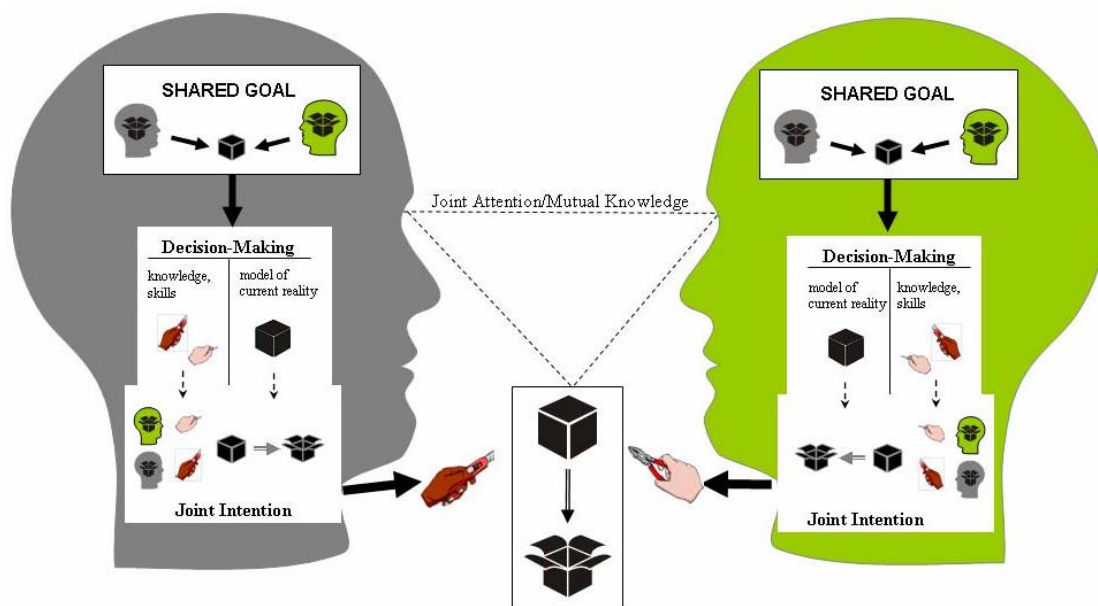 SHARED GOAL
Decision-Making
knowledge,
skills
model of
current reality
Joint Intention
Joint Attention/Mutual Knowledge
SHARED GOAL
Decision-Making
model of
current reality
knowledge,
skills
Joint Intention